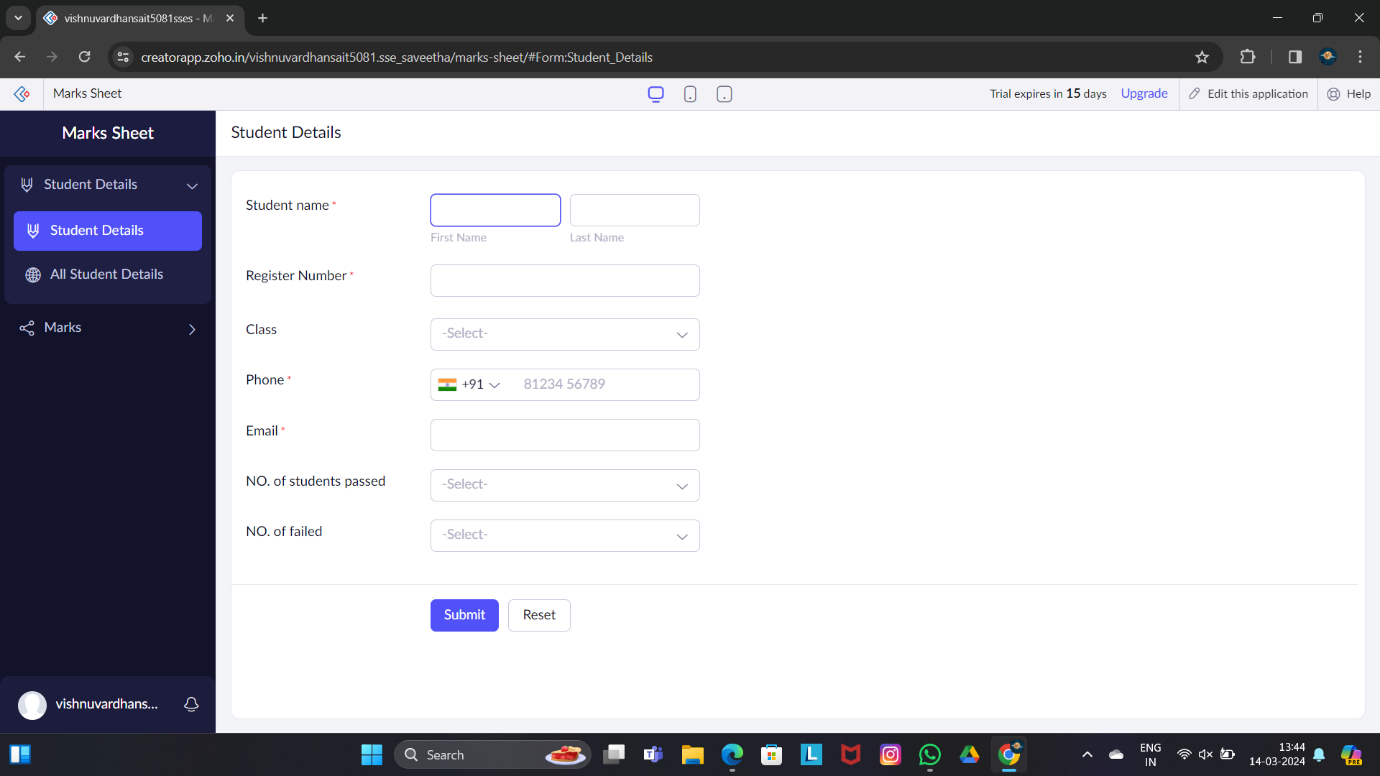 vishnuvardhansait5081sses - M
creatorapp.zoho.in/vishnuvardhansait5081.sse_saveetha/marks-sheet/#Form:Student_Details
Marks Sheet
Trial expires in 15 days Upgrade Edit this application Help
Marks Sheet
Student Details
Student Details
Student Details
All Student Details
Marks
Student name *
First Name Last Name
Register Number *
Class -Select-
Phone * +91 81234 56789
Email *
NO. of students passed -Select-
NO. of failed -Select-
Submit Reset
vishnuvardhans...
Search
ENG
IN
13:44
14-03-2024
PRE